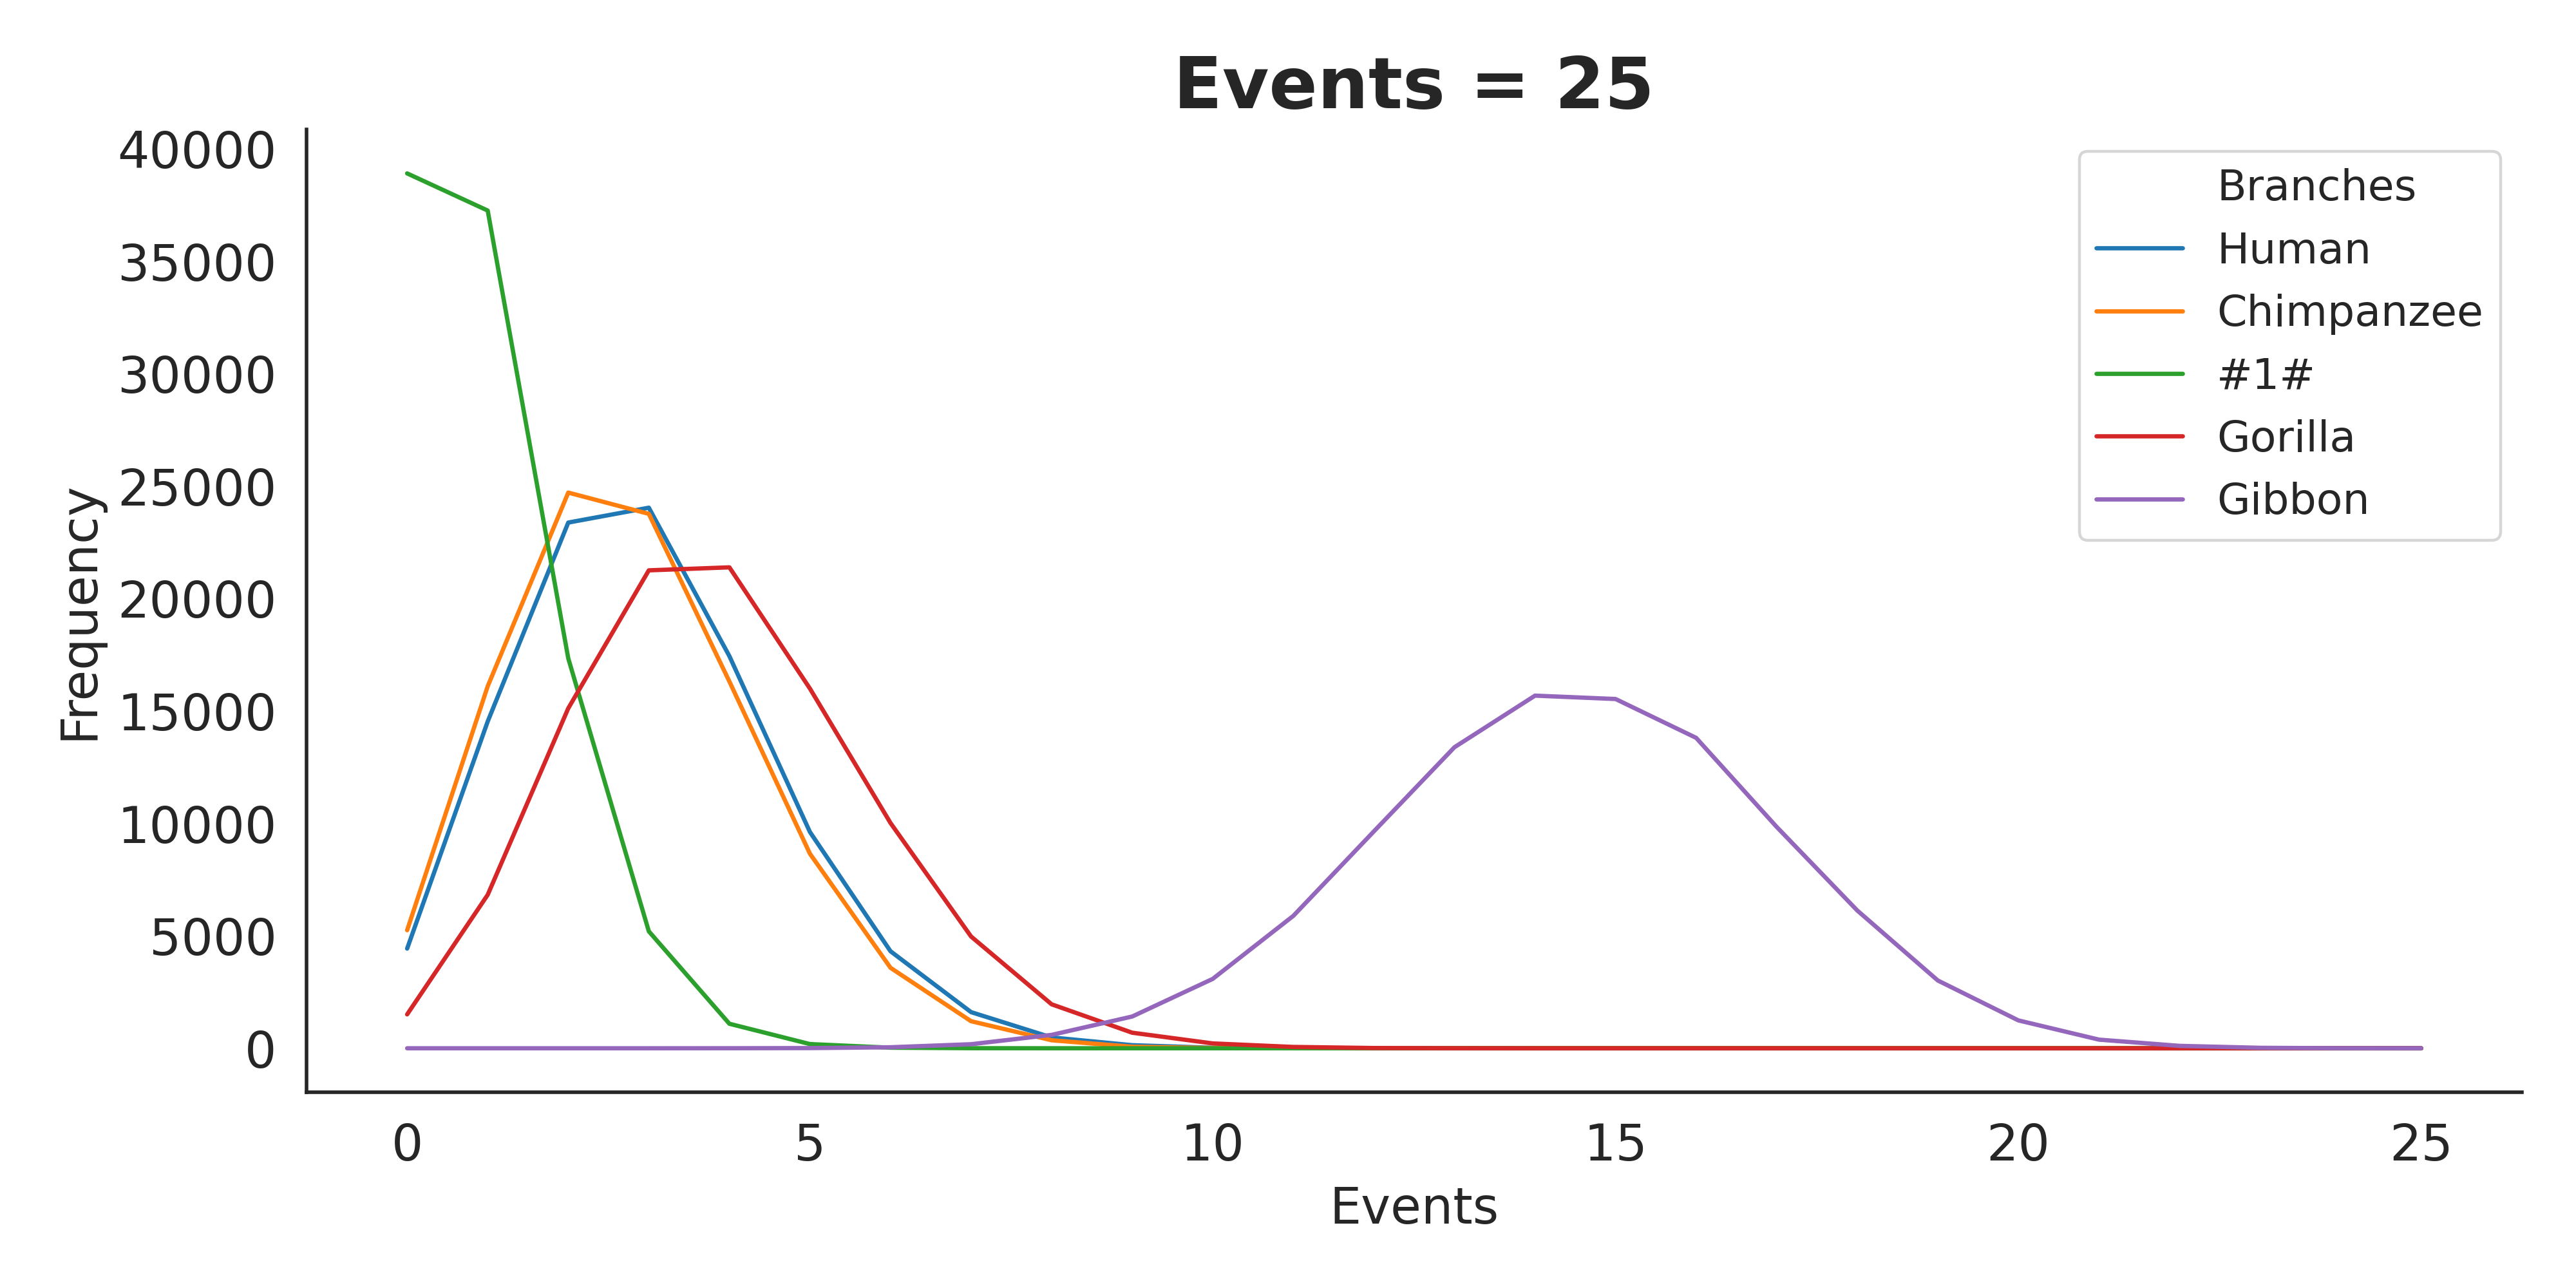 Events = 25
40000
35000
30000
25000
20000
15000
10000
5000
0
Frequency
0 5 10 15 20 25
Events
Branches
Human
Chimpanzee
#1#
Gorilla
Gibbon